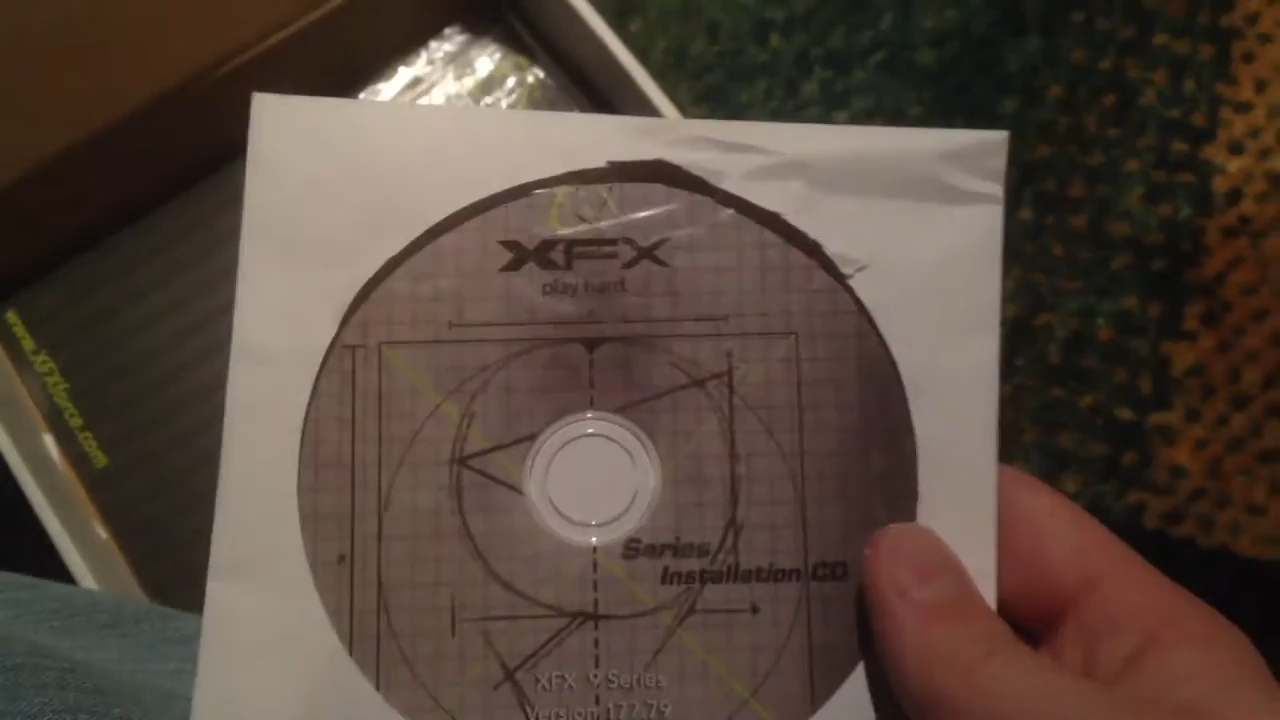 XFX
play hard.
www.XFXforce.com
Series
Installation CD
XFX 9 Series
Version 177.79